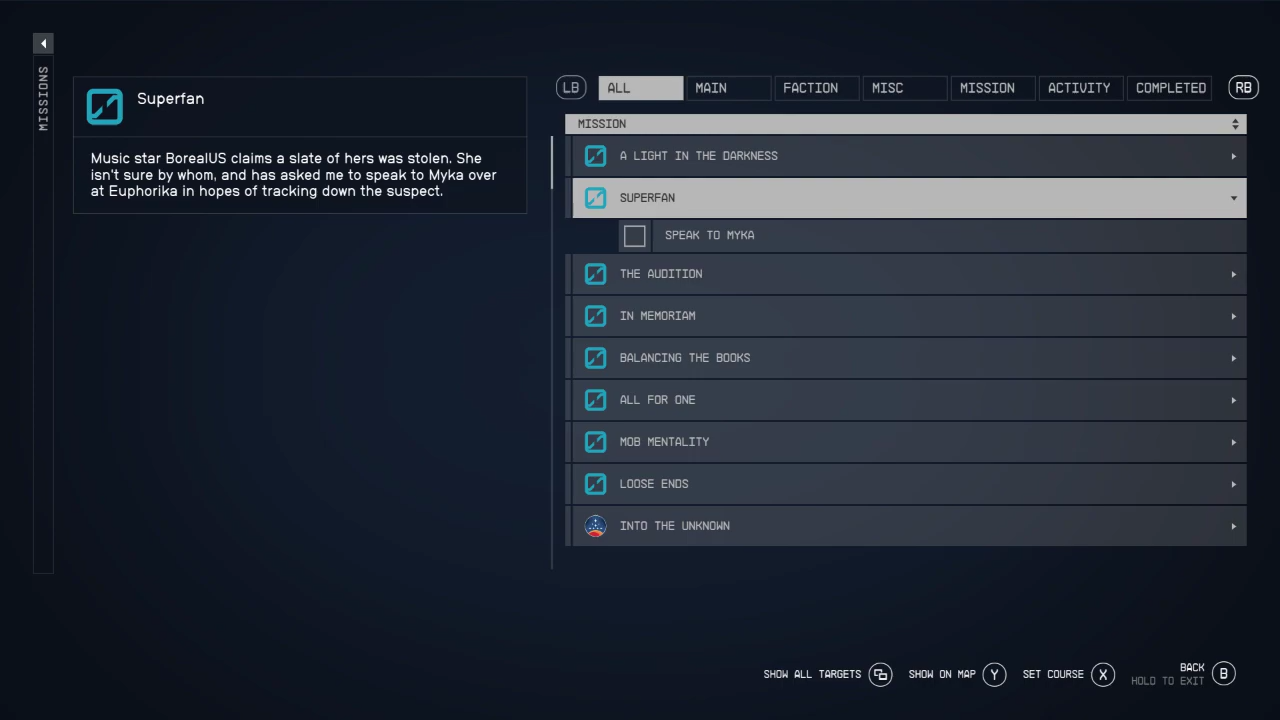 MISSIONS
Superfan
Music star BorealUS claims a slate of hers was stolen. She
isn't sure by whom, and has asked me to speak to Myka over
at Euphorika in hopes of tracking down the suspect.
LB ALL MAIN FACTION MISC MISSION ACTIVITY COMPLETED RB
MISSION
A LIGHT IN THE DARKNESS
SUPERFAN
SPEAK TO MYKA
THE AUDITION
IN MEMORIAM
BALANCING THE BOOKS
ALL FOR ONE
MOB MENTALITY
LOOSE ENDS
INTO THE UNKNOWN
SHOW ALL TARGETS SHOW ON MAP Y SET COURSE X BACK B
HOLD TO EXIT